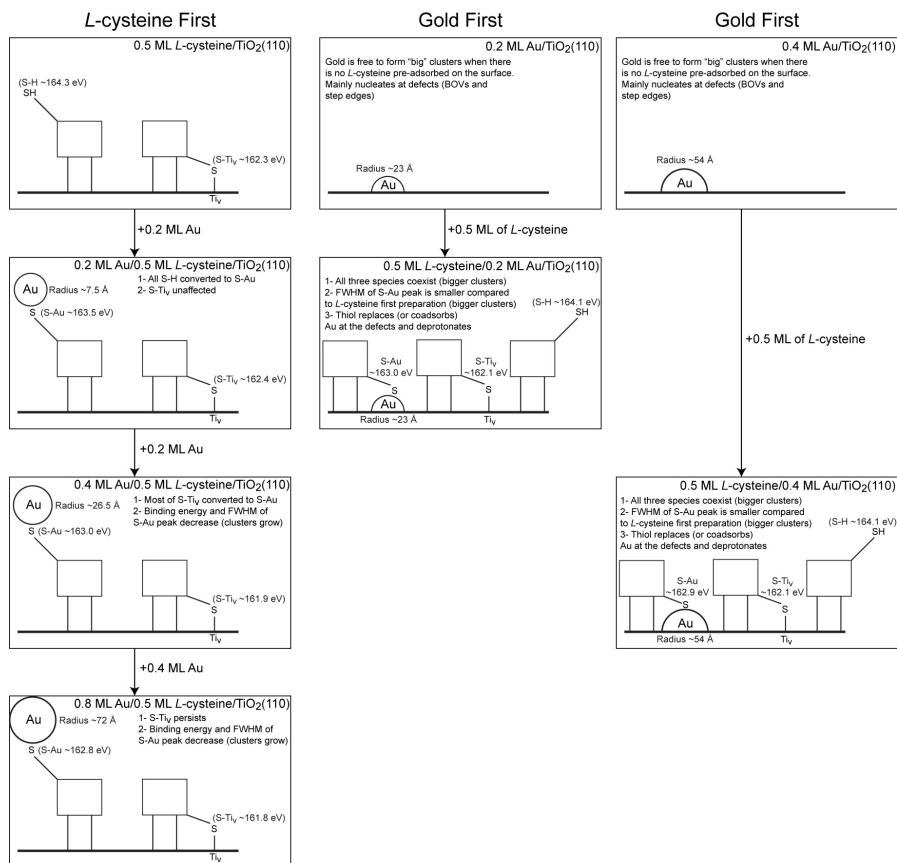 L-cysteine First
0.5 ML L-cysteine/TiO2(110)
(S-H ~164.3 eV)
SH
(S-Tiv ~162.3 eV)
S
Tiv
+0.2 ML Au
0.2 ML Au/0.5 ML L-cysteine/TiO2(110)
1- All S-H converted to S-Au
2- S-Tiv unaffected
Au
Radius ~7.5 Å
S (S-Au ~163.5 eV)
(S-Tiv ~162.4 eV)
S
Tiv
+0.2 ML Au
0.4 ML Au/0.5 ML L-cysteine/TiO2(110)
1- Most of S-Tiv converted to S-Au
2- Binding energy and FWHM of
S-Au peak decrease (clusters grow)
Au
Radius ~26.5 Å
S (S-Au ~163.0 eV)
(S-Tiv ~161.9 eV)
S
Tiv
+0.4 ML Au
0.8 ML Au/0.5 ML L-cysteine/TiO2(110)
1- S-Tiv persists
2- Binding energy and FWHM of
S-Au peak decrease (clusters grow)
Au
Radius ~72 Å
S (S-Au ~162.8 eV)
(S-Tiv ~161.8 eV)
S
Tiv
Gold First
0.2 ML Au/TiO2(110)
Gold is free to form "big" clusters when there
is no L-cysteine pre-adsorbed on the surface.
Mainly nucleates at defects (BOVs and
step edges)
Radius ~23 Å
Au
+0.5 ML of L-cysteine
0.5 ML L-cysteine/0.2 ML Au/TiO2(110)
1- All three species coexist (bigger clusters)
2- FWHM of S-Au peak is smaller compared
to L-cysteine first preparation (bigger clusters)
3- Thiol replaces (or coadsorbs)
Au at the defects and deprotonates
(S-H ~164.1 eV)
SH
S-Au
~163.0 eV
S
S-Tiv
~162.1 eV
S
Au
Radius ~23 Å
Tiv
Gold First
0.4 ML Au/TiO2(110)
Gold is free to form "big" clusters when there
is no L-cysteine pre-adsorbed on the surface.
Mainly nucleates at defects (BOVs and
step edges)
Radius ~54 Å
Au
+0.5 ML of L-cysteine
0.5 ML L-cysteine/0.4 ML Au/TiO2(110)
1- All three species coexist (bigger clusters)
2- FWHM of S-Au peak is smaller compared
to L-cysteine first preparation (bigger clusters)
3- Thiol replaces (or coadsorbs)
Au at the defects and deprotonates
(S-H ~164.1 eV)
SH
S-Au
~162.9 eV
S
S-Tiv
~162.1 eV
S
Au
Radius ~54 Å
Tiv